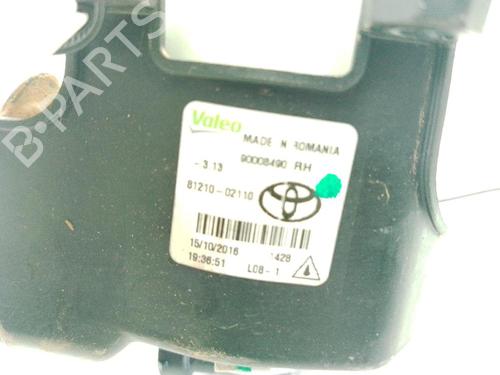 B-PARTS
Valeo
MADE IN ROMANIA
90008490 RH
- 3.13
81210-02110
15/10/2016 1428
19:36:51 L08-1